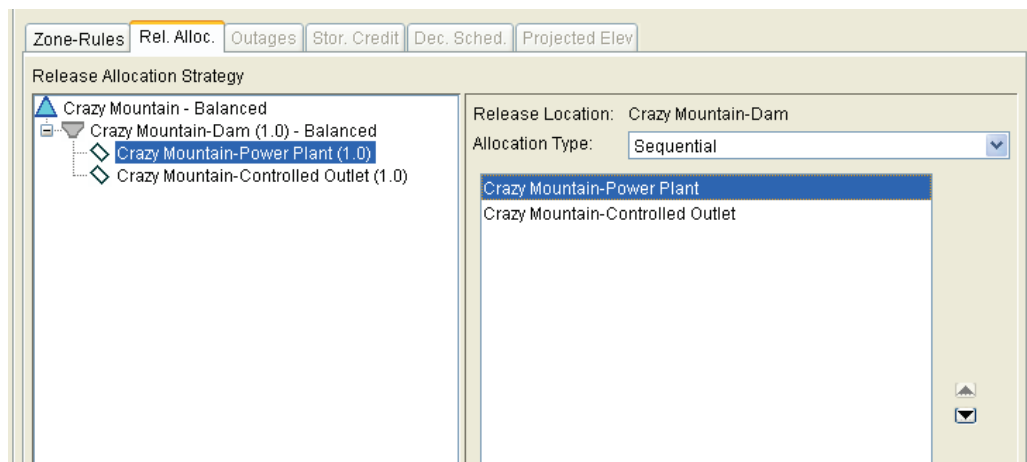 Zone-Rules Rel. Alloc. Outages Stor. Credit Dec. Sched. Projected Elev
Release Allocation Strategy
Crazy Mountain - Balanced
Crazy Mountain-Dam (1.0) - Balanced
Crazy Mountain-Power Plant (1.0)
Crazy Mountain-Controlled Outlet (1.0)
Release Location: Crazy Mountain-Dam
Allocation Type: Sequential
Crazy Mountain-Power Plant
Crazy Mountain-Controlled Outlet